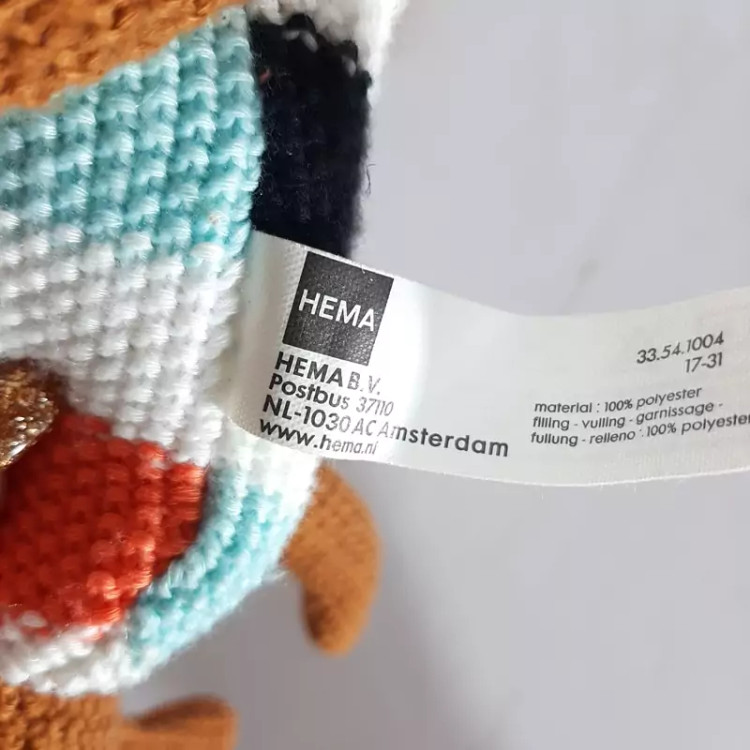 HEMA
HEMA B.V.
Postbus 37110
NL-1030 AC Amsterdam
www.hema.nl
33.54.1004
17-31
material : 100% polyester
filling - vulling - garnissage -
fullung - relleno : 100% polyester